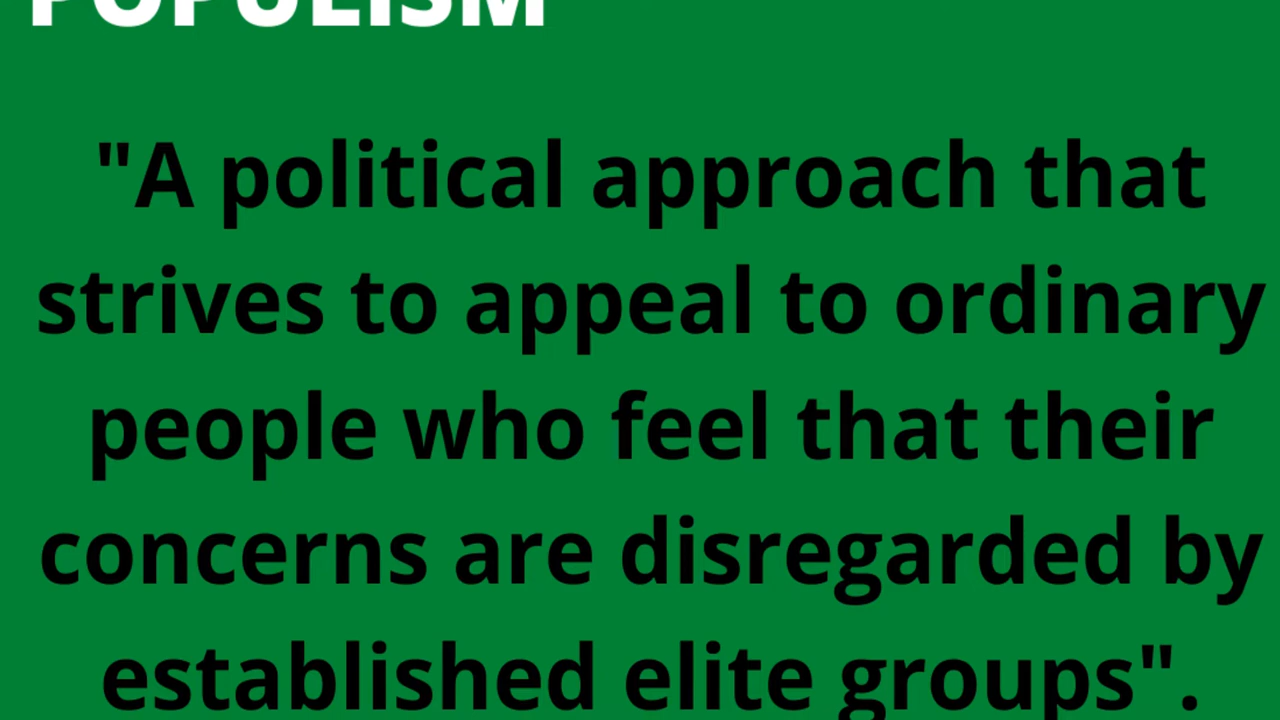 POPULISM
"A political approach that
strives to appeal to ordinary
people who feel that their
concerns are disregarded by
established elite groups".